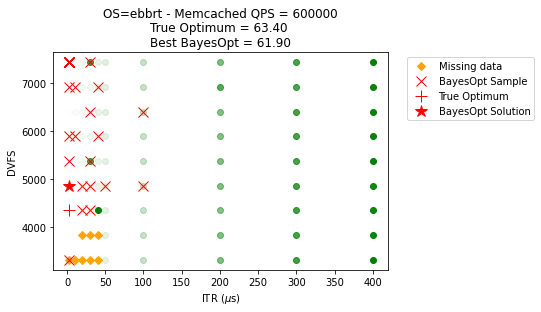 OS=ebbrt - Memcached QPS = 600000
True Optimum = 63.40
Best BayesOpt = 61.90
Missing data
BayesOpt Sample
True Optimum
BayesOpt Solution
DVFS
7000
6000
5000
4000
0 50 100 150 200 250 300 350 400
ITR (μs)